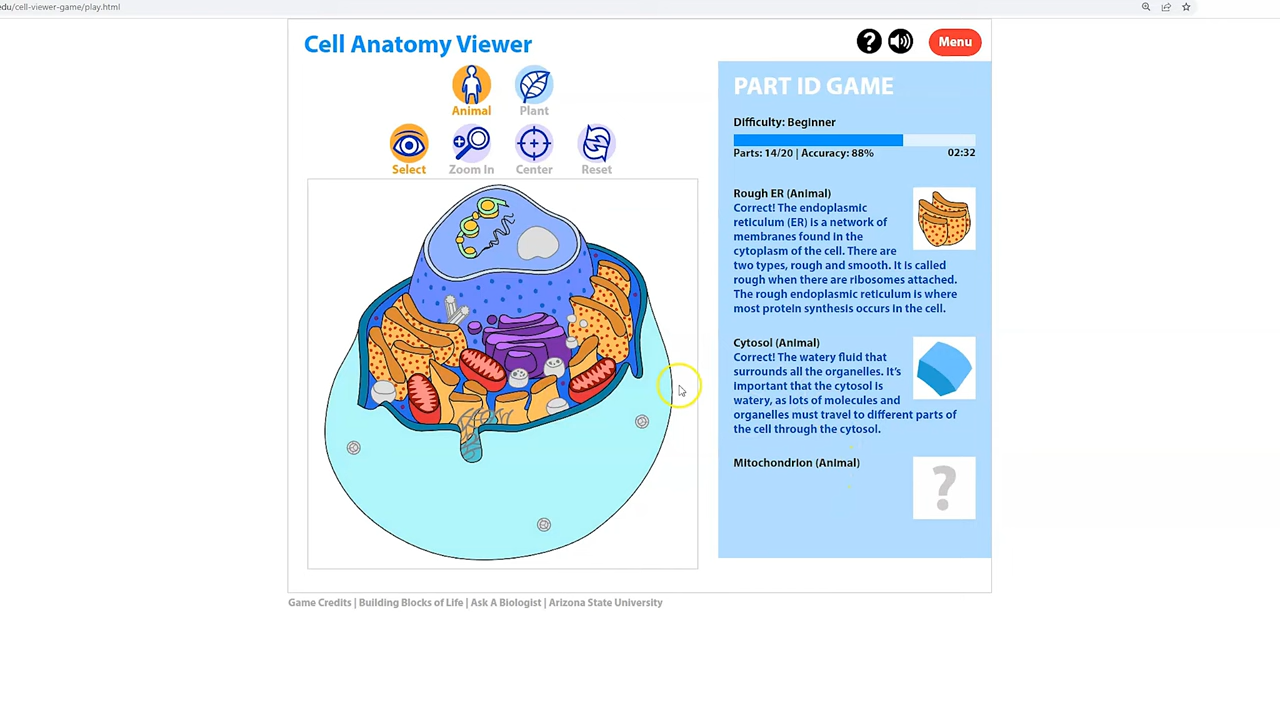 edu/cell-viewer-game/play.html
Cell Anatomy Viewer
?
Menu
Animal
Plant
Select
Zoom In
Center
Reset
PART ID GAME
Difficulty: Beginner
Parts: 14/20 | Accuracy: 88%
02:32
Rough ER (Animal)
Correct! The endoplasmic
reticulum (ER) is a network of
membranes found in the
cytoplasm of the cell. There are
two types, rough and smooth. It is called
rough when there are ribosomes attached.
The rough endoplasmic reticulum is where
most protein synthesis occurs in the cell.
Cytosol (Animal)
Correct! The watery fluid that
surrounds all the organelles. It's
important that the cytosol is
watery, as lots of molecules and
organelles must travel to different parts of
the cell through the cytosol.
Mitochondrion (Animal)
?
Game Credits | Building Blocks of Life | Ask A Biologist | Arizona State University